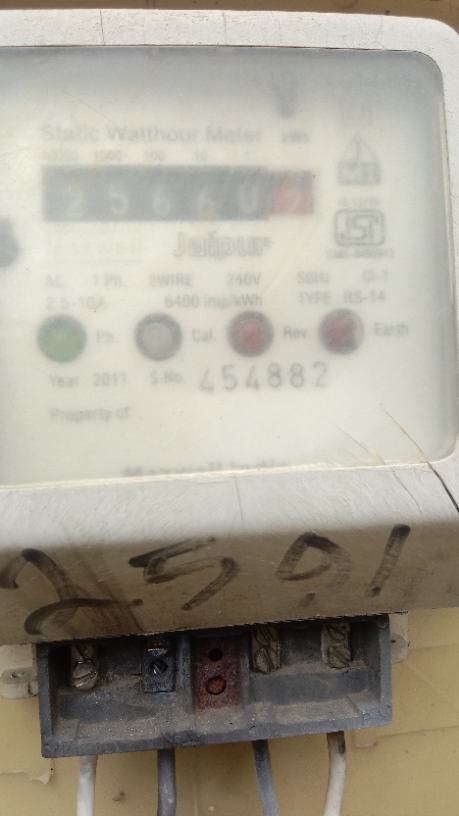 Static Watthour Meter kWh
10000 1000 100 10 1
2 5 6 6 0 2
Jaipur
AC 1 PH. 2WIRE 240V 50Hz Cl-1
2.5-10A 6400 imp/kWh TYPE: RS-14
Ph. Cal. Rev. Earth
Year 2011 S.No. 454882
Property of
2591